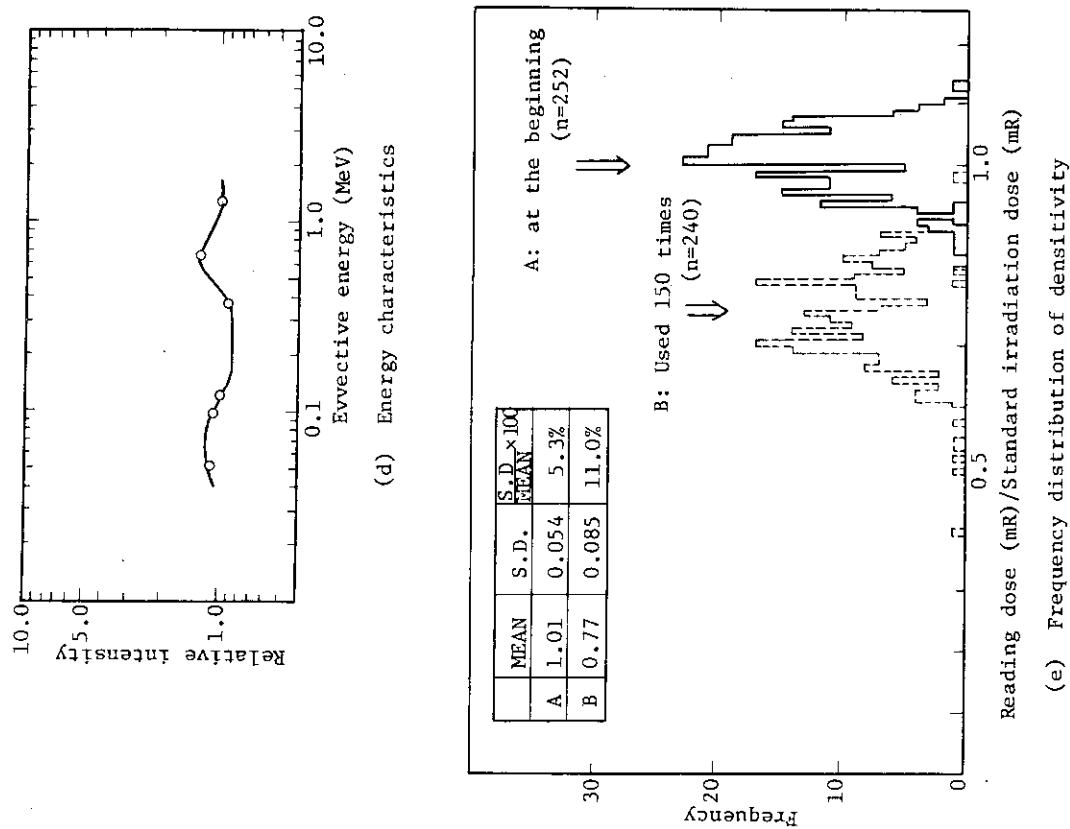 10.0
5.0
1.0
Relative intensity
0.1
1.0
10.0
Evvective energy (MeV)
(d) Energy characteristics
30
20
10
0
Frequency
MEAN
S.D.
S.D ×100
MEAN
A 1.01 0.054 5.3%
B 0.77 0.085 11.0%
A: at the beginning
(n=252)
B: Used 150 times
(n=240)
0.5
1.0
Reading dose (mR)/Standard irradiation dose (mR)
(e) Frequency distribution of densitivity